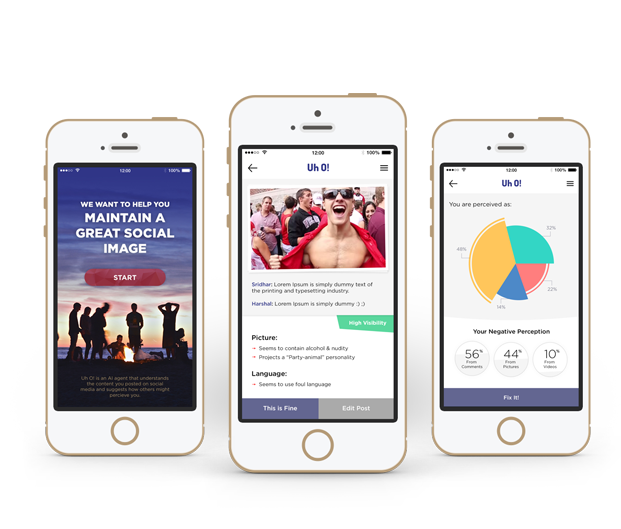 12:00
100%
WE WANT TO HELP YOU
MAINTAIN A
GREAT SOCIAL
IMAGE
START
Uh O! is an AI agent that understands
the content you posted on social
media and suggests how others might
percieve you.
12:00
100%
Uh O!
Sridhar: Lorem Ipsum is simply dummy text of
the printing and typesetting industry.
Harshal: Lorem Ipsum is simply dummy :) ;)
High Visibility
Picture:
Seems to contain alcohol & nudity
Projects a "Party-animal" personality
Language:
Seems to use foul language
This is Fine
Edit Post
12:00
100%
Uh O!
You are perceived as:
32%
48%
22%
14%
Your Negative Perception
56%
From
Comments
44%
From
Pictures
10%
From
Videos
Fix It!